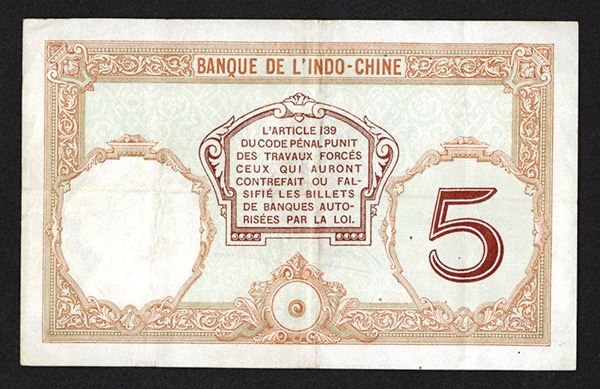 BANQUE DE L'INDO-CHINE
L'ARTICLE 139
DU CODE PÉNAL PUNIT
DES TRAVAUX FORCÉS
CEUX QUI AURONT
CONTREFAIT OU FAL-
SIFIÉ LES BILLETS
DE BANQUES AUTO-
RISÉES PAR LA LOI.
5